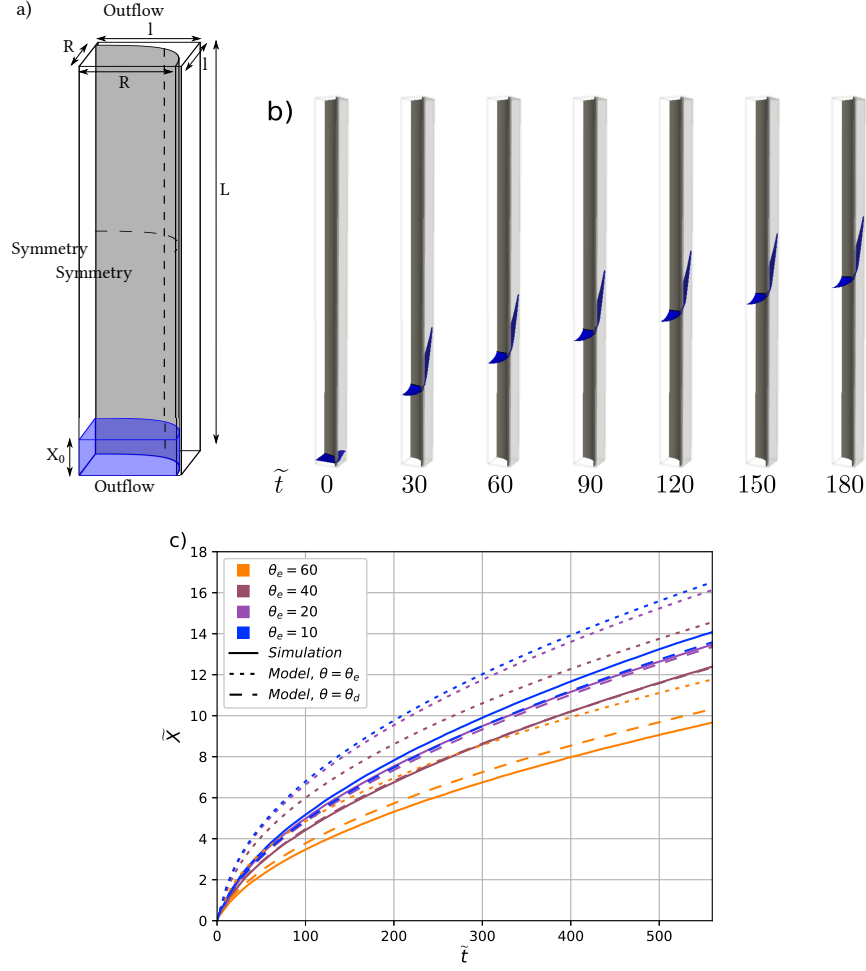 a)
Outflow
l
R
l
R
L
Symmetry
Symmetry
X₀
Outflow
b)
t̃ 0 30 60 90 120 150 180
c)
18
16
14
12
10
8
6
4
2
0
X̃
θₑ = 60
θₑ = 40
θₑ = 20
θₑ = 10
Simulation
Model, θ = θₑ
Model, θ = θ_d
0 100 200 300 400 500
t̃